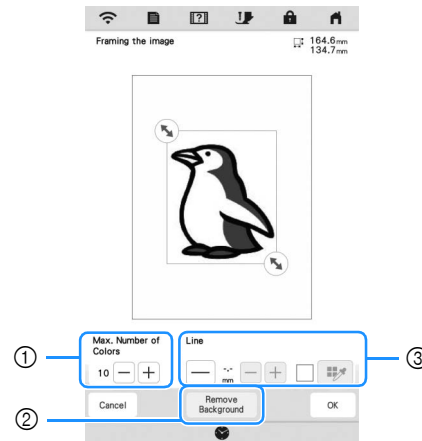 Framing the image
164.6mm
134.7mm
Max. Number of
Colors
Line
10 − +
-.-
mm
− +
Cancel
Remove
Background
OK
①
②
③